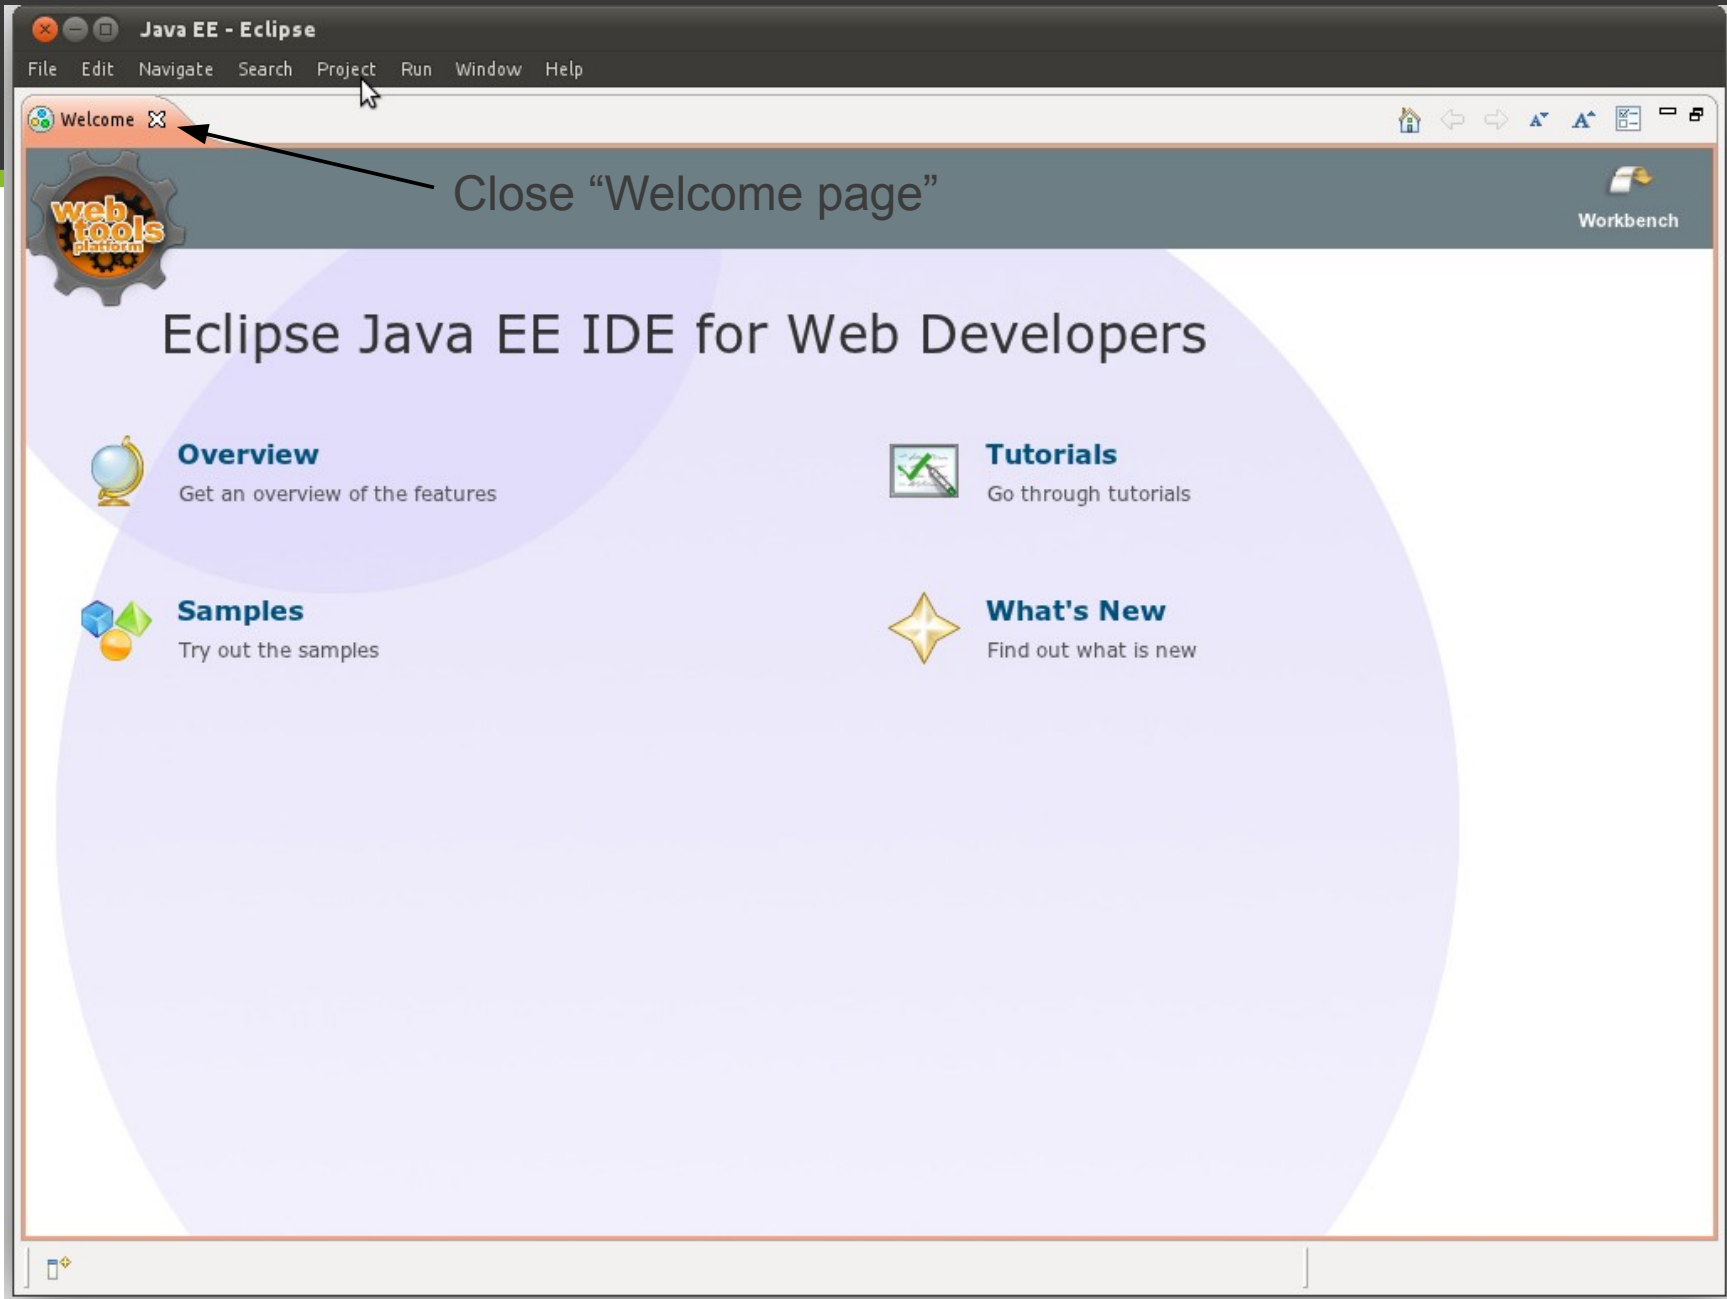 Java EE - Eclipse
File Edit Navigate Search Project Run Window Help
Welcome
Close “Welcome page”
web
tools
platform
Workbench
Eclipse Java EE IDE for Web Developers
Overview
Get an overview of the features
Tutorials
Go through tutorials
Samples
Try out the samples
What's New
Find out what is new